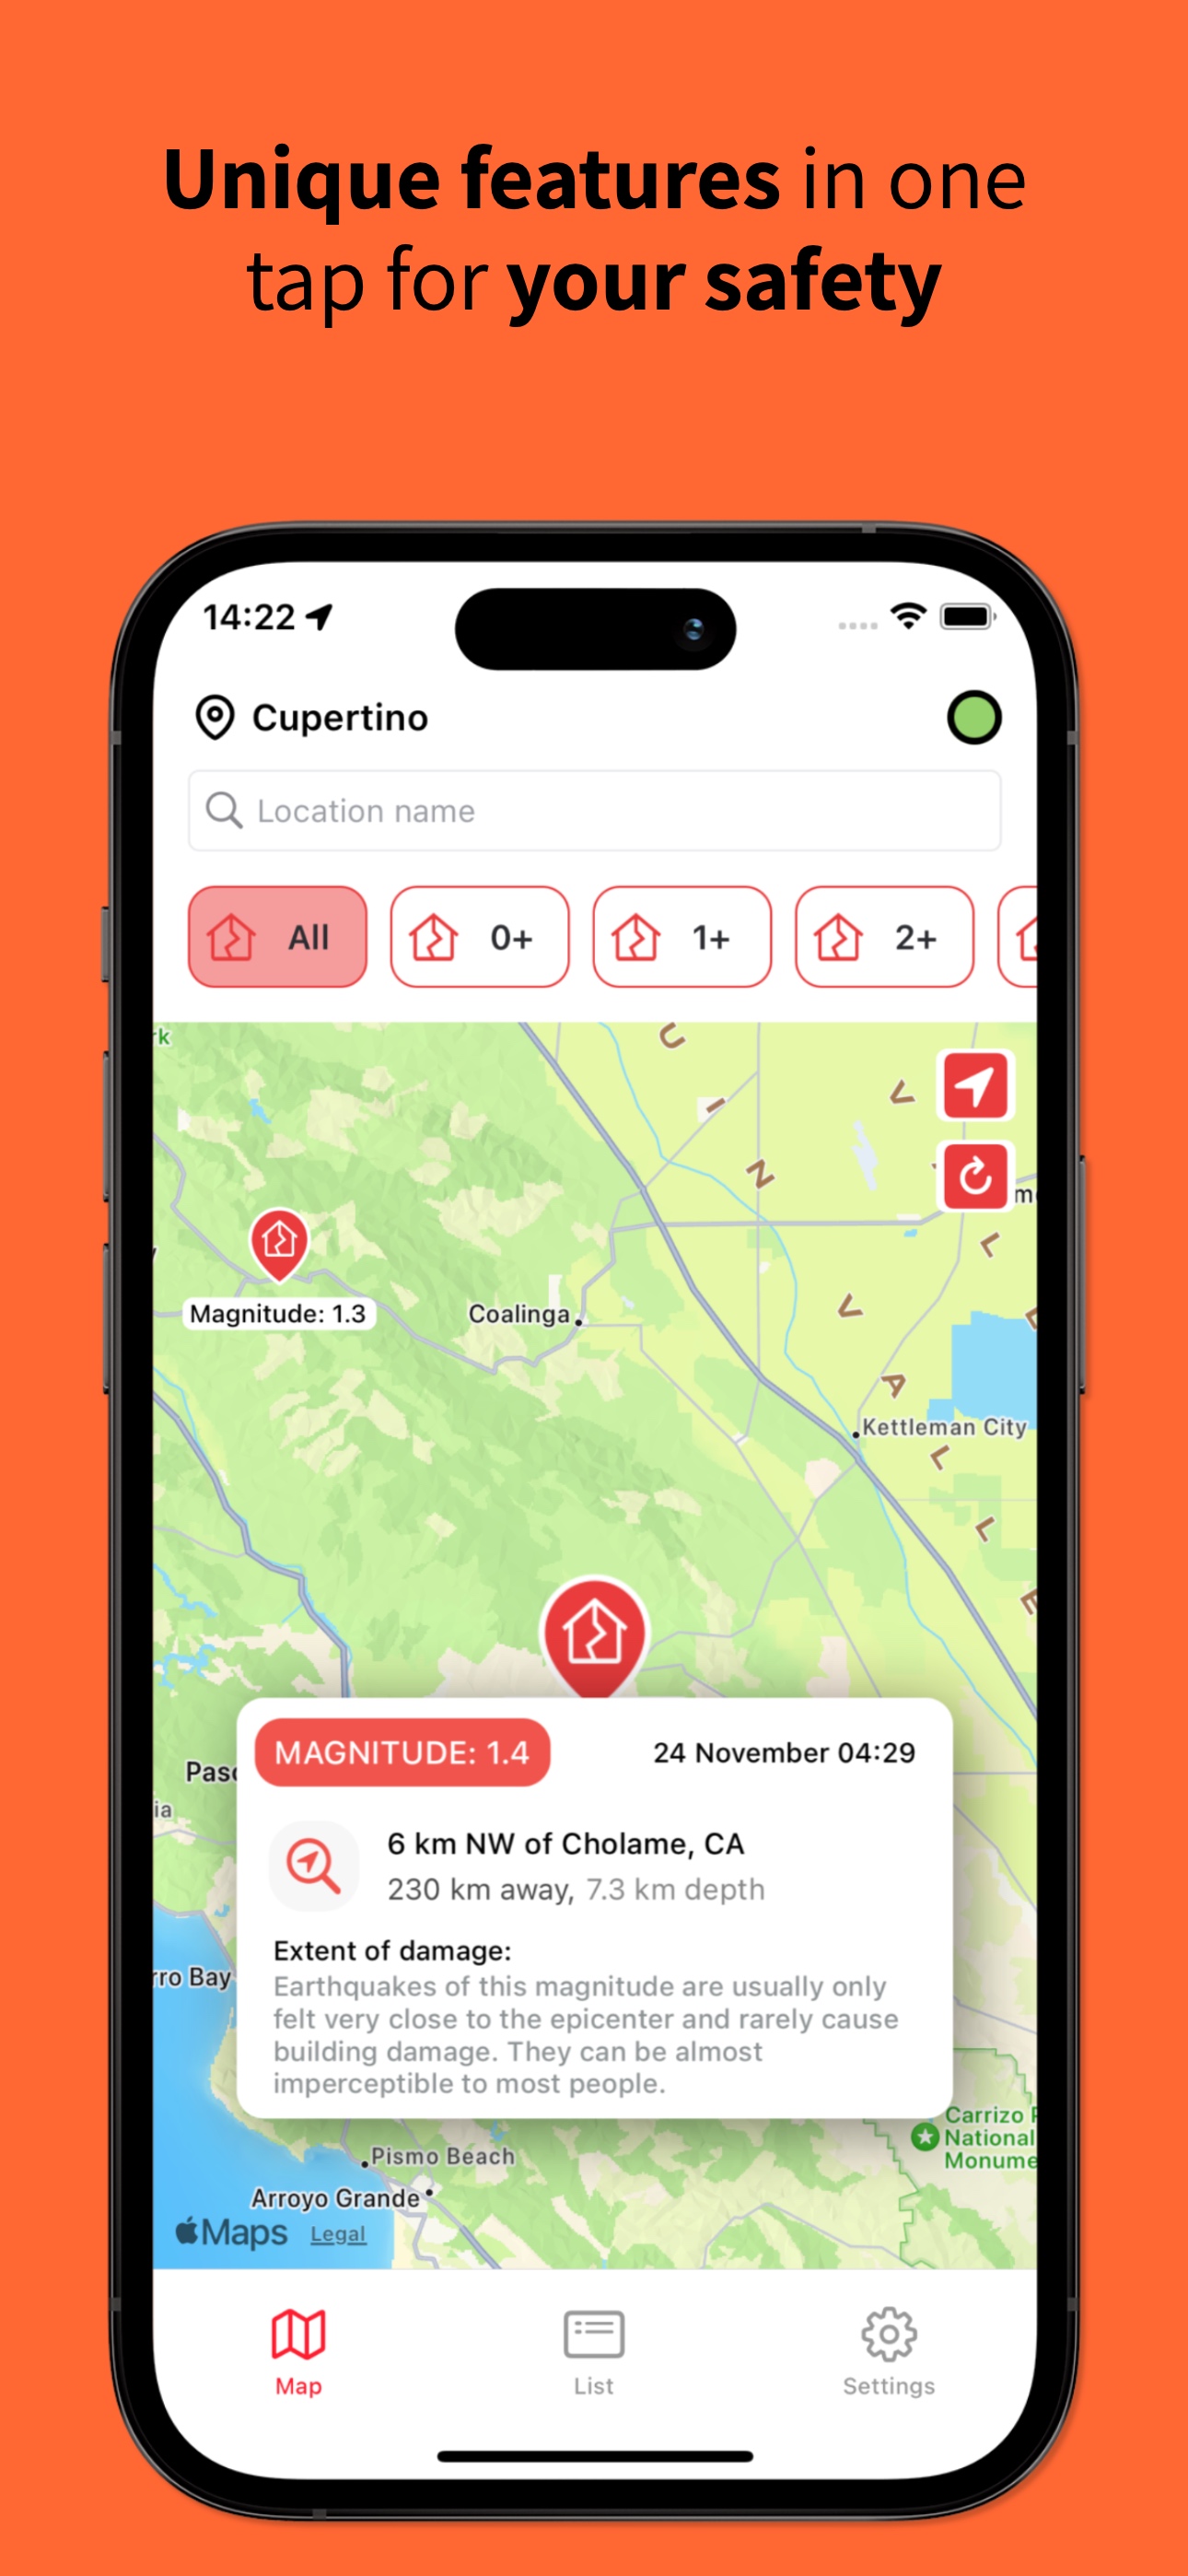 Unique features in one
tap for your safety
14:22
Cupertino
Location name
All
0+
1+
2+
rk
U
I
N
V
L
V
A
L
L
E
Magnitude: 1.3
Coalinga
Kettleman City
MAGNITUDE: 1.4
24 November 04:29
Paso
ia
6 km NW of Cholame, CA
230 km away, 7.3 km depth
Extent of damage:
Earthquakes of this magnitude are usually only
felt very close to the epicenter and rarely cause
building damage. They can be almost
imperceptible to most people.
rro Bay
Carrizo P
National
Monume
Pismo Beach
Arroyo Grande
Maps Legal
Map
List
Settings